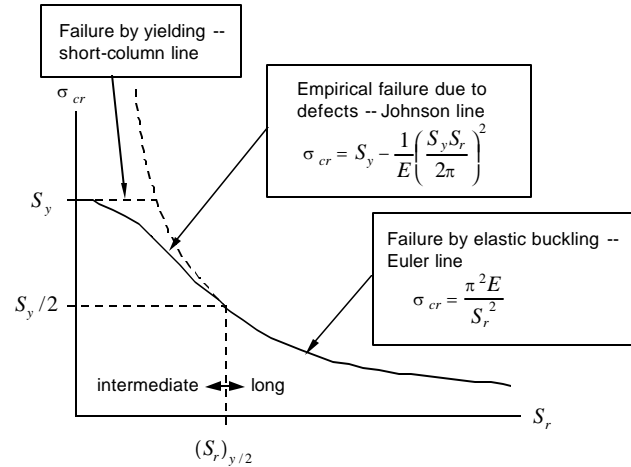 Failure by yielding --
short-column line
σ cr
Empirical failure due to
defects -- Johnson line
σ cr = S y − 1/E ( S y S r / 2π )²
S y
Failure by elastic buckling --
Euler line
σ cr = π² E / S r ²
S y /2
intermediate
long
S r
(S r ) y/2